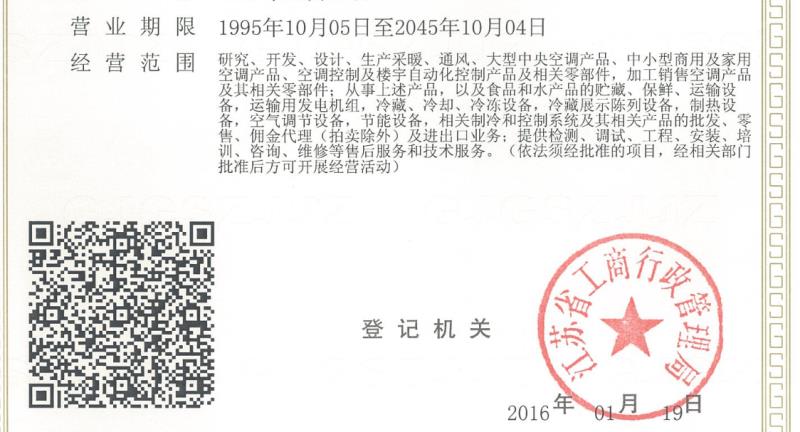 营业期限 1995年10月05日至2045年10月04日
经营范围 研究、开发、设计、生产采暖、通风、大型中央空调产品、中小型商用及家用
空调产品、空调控制及楼宇自动化控制产品及相关零部件，加工销售空调产品
及其相关零部件；从事上述产品，以及食品和水产品的贮藏、保鲜、运输设
备，运输用发电机组，冷藏、冷却、冷冻设备，冷藏展示陈列设备，制热设
备，空气调节设备，节能设备，相关制冷和控制系统及其相关产品的批发、零
售、佣金代理（拍卖除外）及进出口业务；提供检测、调试、工程、安装、培
训、咨询、维修等售后服务和技术服务。（依法须经批准的项目，经相关部门
批准后方可开展经营活动）
登记机关
江苏省工商行政管理局
2016年 01月 19日